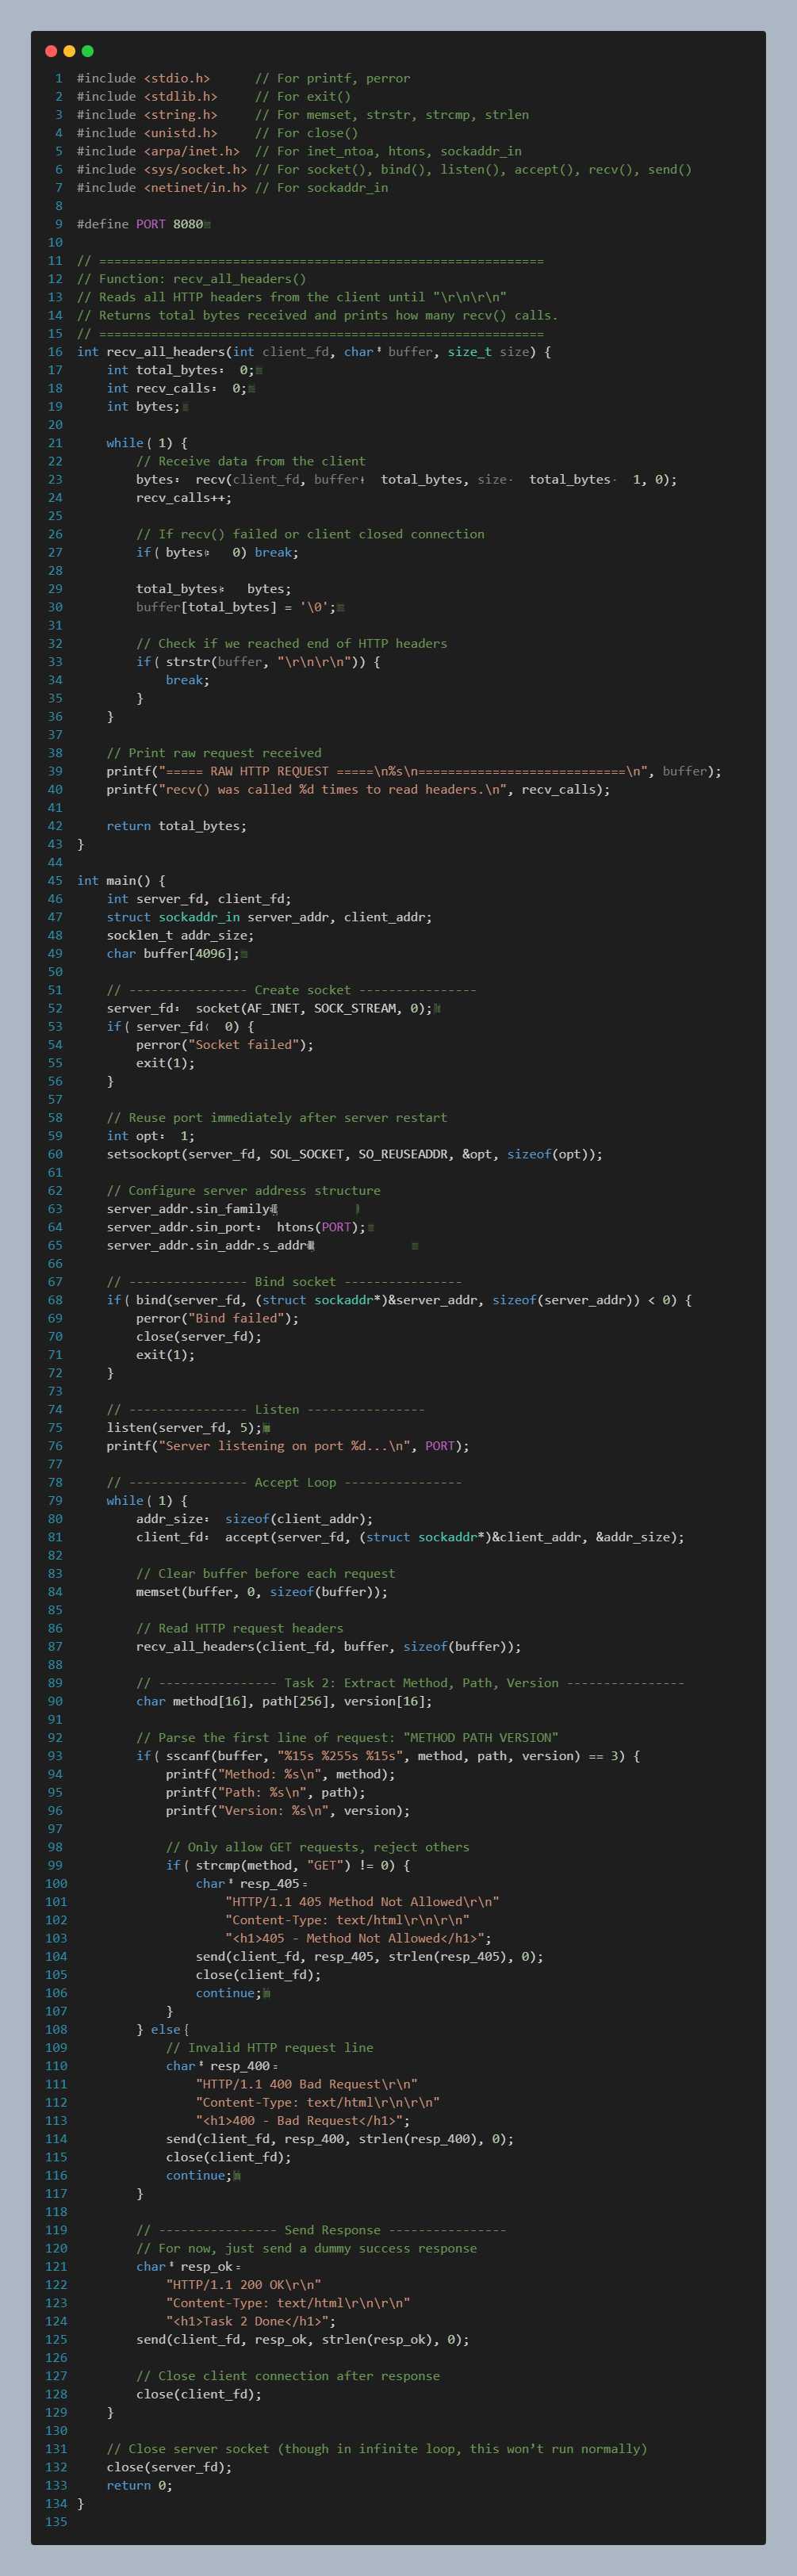 1 #include <stdio.h> // For printf, perror
2 #include <stdlib.h> // For exit()
3 #include <string.h> // For memset, strstr, strcmp, strlen
4 #include <unistd.h> // For close()
5 #include <arpa/inet.h> // For inet_ntoa, htons, sockaddr_in
6 #include <sys/socket.h> // For socket(), bind(), listen(), accept(), recv(), send()
7 #include <netinet/in.h> // For sockaddr_in
8
9 #define PORT 8080
10
11 // ============================================================
12 // Function: recv_all_headers()
13 // Reads all HTTP headers from the client until "\r\n\r\n"
14 // Returns total bytes received and prints how many recv() calls.
15 // ============================================================
16 int recv_all_headers(int client_fd, char* buffer, size_t size) {
17 int total_bytes= 0;
18 int recv_calls= 0;
19 int bytes;
20
21 while( 1) {
22 // Receive data from the client
23 bytes= recv(client_fd, buffer+ total_bytes, size- total_bytes- 1, 0);
24 recv_calls++;
25
26 // If recv() failed or client closed connection
27 if( bytes 0) break;
28
29 total_bytes bytes;
30 buffer[total_bytes] = '\0';
31
32 // Check if we reached end of HTTP headers
33 if( strstr(buffer, "\r\n\r\n")) {
34 break;
35 }
36 }
37
38 // Print raw request received
39 printf("===== RAW HTTP REQUEST =====\n%s\n============================\n", buffer);
40 printf("recv() was called %d times to read headers.\n", recv_calls);
41
42 return total_bytes;
43 }
44
45 int main() {
46 int server_fd, client_fd;
47 struct sockaddr_in server_addr, client_addr;
48 socklen_t addr_size;
49 char buffer[4096];
50
51 // ---------------- Create socket ----------------
52 server_fd= socket(AF_INET, SOCK_STREAM, 0);
53 if( server_fd 0) {
54 perror("Socket failed");
55 exit(1);
56 }
57
58 // Reuse port immediately after server restart
59 int opt= 1;
60 setsockopt(server_fd, SOL_SOCKET, SO_REUSEADDR, &opt, sizeof(opt));
61
62 // Configure server address structure
63 server_addr.sin_family
64 server_addr.sin_port= htons(PORT);
65 server_addr.sin_addr.s_addr
66
67 // ---------------- Bind socket ----------------
68 if( bind(server_fd, (struct sockaddr*)&server_addr, sizeof(server_addr)) < 0) {
69 perror("Bind failed");
70 close(server_fd);
71 exit(1);
72 }
73
74 // ---------------- Listen ----------------
75 listen(server_fd, 5);
76 printf("Server listening on port %d...\n", PORT);
77
78 // ---------------- Accept Loop ----------------
79 while( 1) {
80 addr_size= sizeof(client_addr);
81 client_fd= accept(server_fd, (struct sockaddr*)&client_addr, &addr_size);
82
83 // Clear buffer before each request
84 memset(buffer, 0, sizeof(buffer));
85
86 // Read HTTP request headers
87 recv_all_headers(client_fd, buffer, sizeof(buffer));
88
89 // ---------------- Task 2: Extract Method, Path, Version ----------------
90 char method[16], path[256], version[16];
91
92 // Parse the first line of request: "METHOD PATH VERSION"
93 if( sscanf(buffer, "%15s %255s %15s", method, path, version) == 3) {
94 printf("Method: %s\n", method);
95 printf("Path: %s\n", path);
96 printf("Version: %s\n", version);
97
98 // Only allow GET requests, reject others
99 if( strcmp(method, "GET") != 0) {
100 char* resp_405=
101 "HTTP/1.1 405 Method Not Allowed\r\n"
102 "Content-Type: text/html\r\n\r\n"
103 "<h1>405 - Method Not Allowed</h1>";
104 send(client_fd, resp_405, strlen(resp_405), 0);
105 close(client_fd);
106 continue;
107 }
108 } else{
109 // Invalid HTTP request line
110 char* resp_400=
111 "HTTP/1.1 400 Bad Request\r\n"
112 "Content-Type: text/html\r\n\r\n"
113 "<h1>400 - Bad Request</h1>";
114 send(client_fd, resp_400, strlen(resp_400), 0);
115 close(client_fd);
116 continue;
117 }
118
119 // ---------------- Send Response ----------------
120 // For now, just send a dummy success response
121 char* resp_ok=
122 "HTTP/1.1 200 OK\r\n"
123 "Content-Type: text/html\r\n\r\n"
124 "<h1>Task 2 Done</h1>";
125 send(client_fd, resp_ok, strlen(resp_ok), 0);
126
127 // Close client connection after response
128 close(client_fd);
129 }
130
131 // Close server socket (though in infinite loop, this won’t run normally)
132 close(server_fd);
133 return 0;
134 }
135